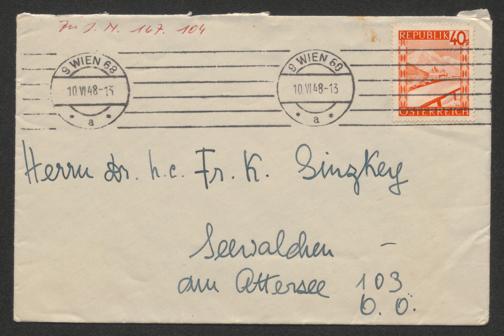 Zu I. N. 167.104
9 WIEN 68
10.VI.48-13
a
9 WIEN 68
10.VI.48-13
a
REPUBLIK 40g
ÖSTERREICH
Herrn Dr. h.c. Fr. K. Ginzkey
Seewalchen -
am Attersee 103
O.Ö.